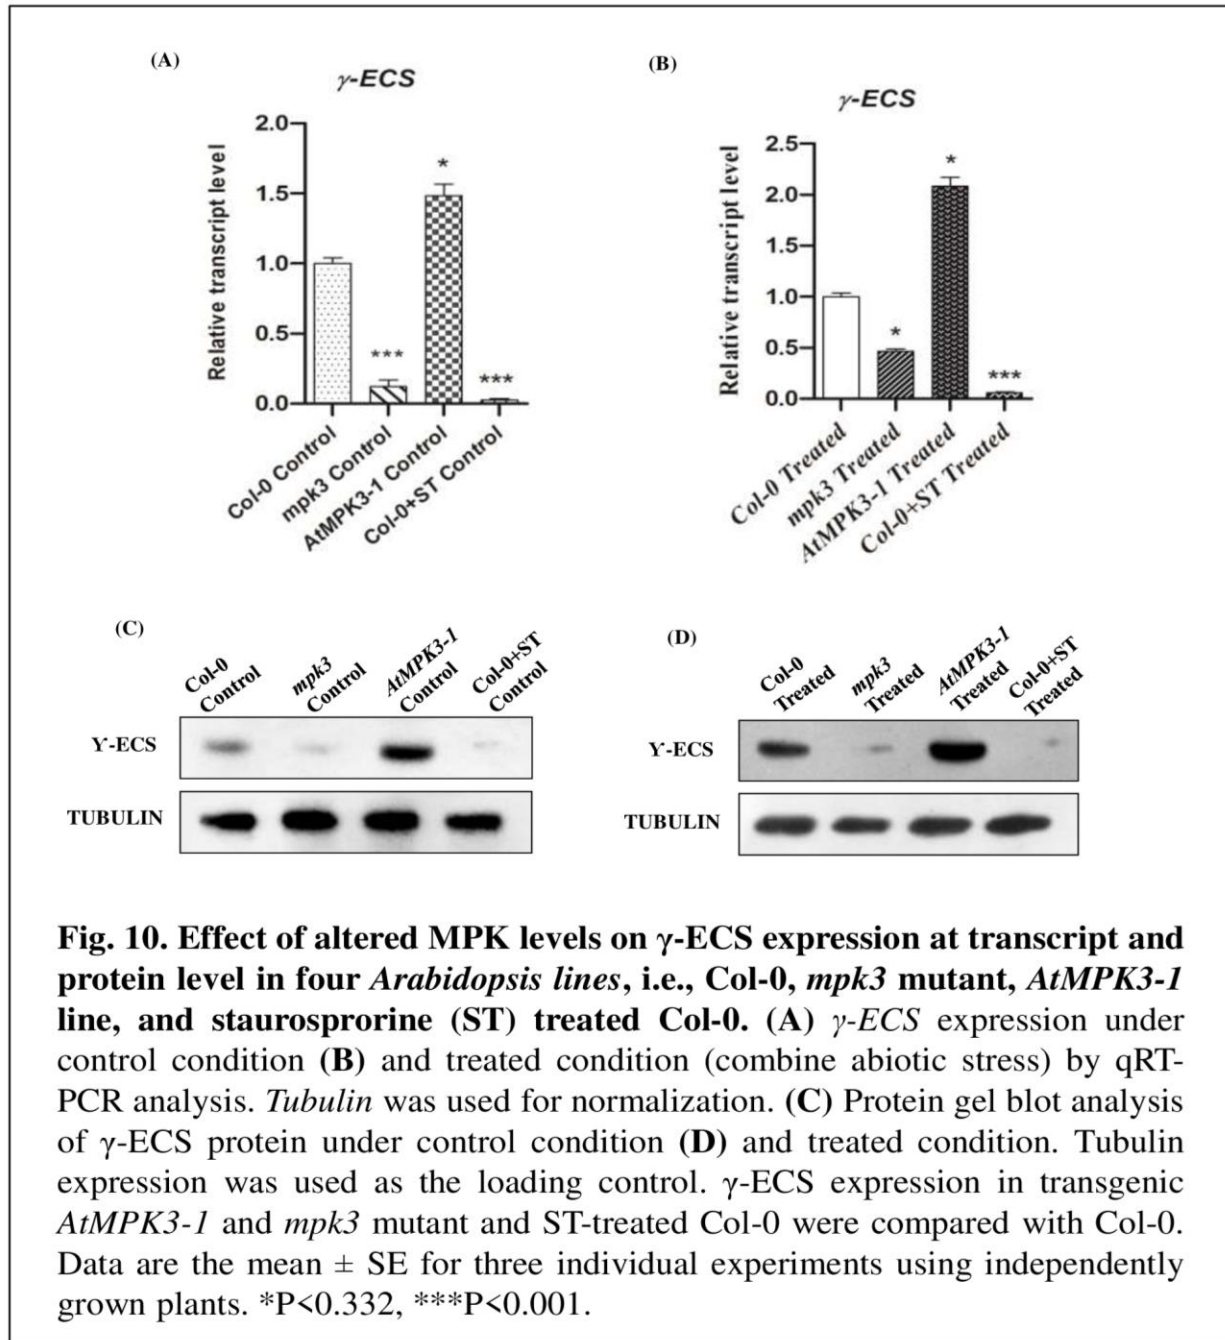 (A)
γ-ECS
Relative transcript level
2.0
1.5
1.0
0.5
0.0
*
***
***
Col-0 Control
mpk3 Control
AtMPK3-1 Control
Col-0+ST Control
(B)
γ-ECS
Relative transcript level
2.5
2.0
1.5
1.0
0.5
0.0
*
*
***
Col-0 Treated
mpk3 Treated
AtMPK3-1 Treated
Col-0+ST Treated
(C)
Col-0
Control
mpk3
Control
AtMPK3-1
Control
Col-0+ST
Control
ϒ-ECS
TUBULIN
(D)
Col-0
Treated
mpk3
Treated
AtMPK3-1
Treated
Col-0+ST
Treated
ϒ-ECS
TUBULIN
Fig. 10. Effect of altered MPK levels on γ-ECS expression at transcript and
protein level in four Arabidopsis lines, i.e., Col-0, mpk3 mutant, AtMPK3-1
line, and staurosprorine (ST) treated Col-0. (A) γ-ECS expression under
control condition (B) and treated condition (combine abiotic stress) by qRT-
PCR analysis. Tubulin was used for normalization. (C) Protein gel blot analysis
of γ-ECS protein under control condition (D) and treated condition. Tubulin
expression was used as the loading control. γ-ECS expression in transgenic
AtMPK3-1 and mpk3 mutant and ST-treated Col-0 were compared with Col-0.
Data are the mean ± SE for three individual experiments using independently
grown plants. *P<0.332, ***P<0.001.